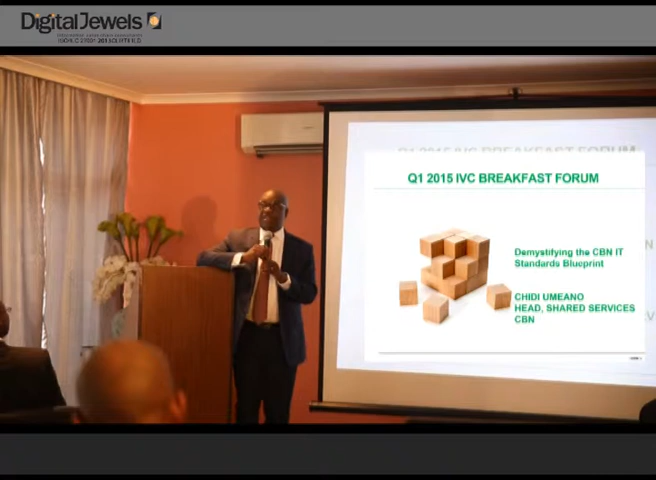 DigitalJewels
Q1 2015 IVC BREAKFAST FORUM
Demystifying the CBN IT
Standards Blueprint
CHIDI UMEANO
HEAD, SHARED SERVICES
CBN